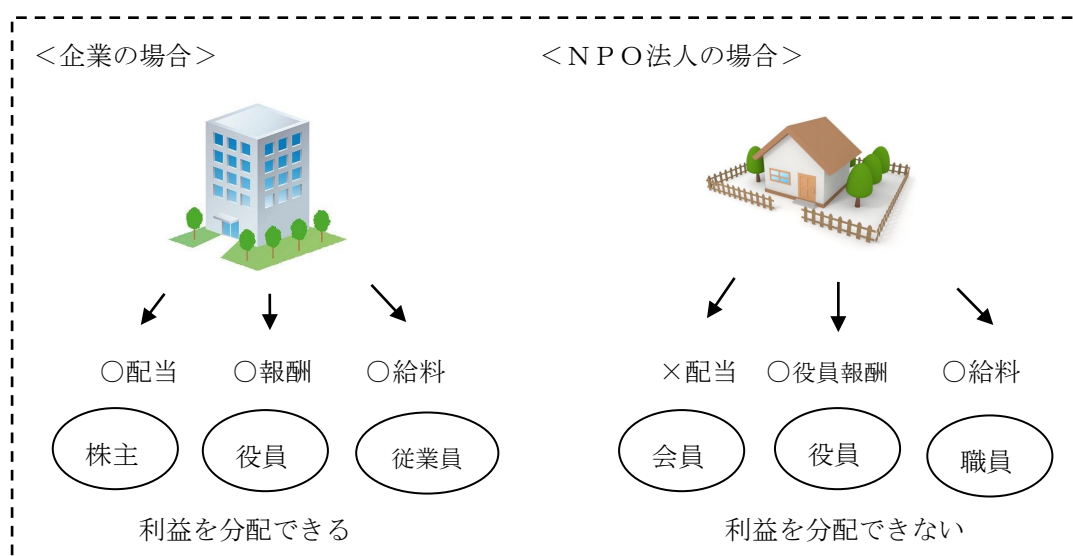 ＜企業の場合＞
○配当 ○報酬 ○給料
株主 役員 従業員
利益を分配できる
＜ＮＰＯ法人の場合＞
×配当 ○役員報酬 ○給料
会員 役員 職員
利益を分配できない